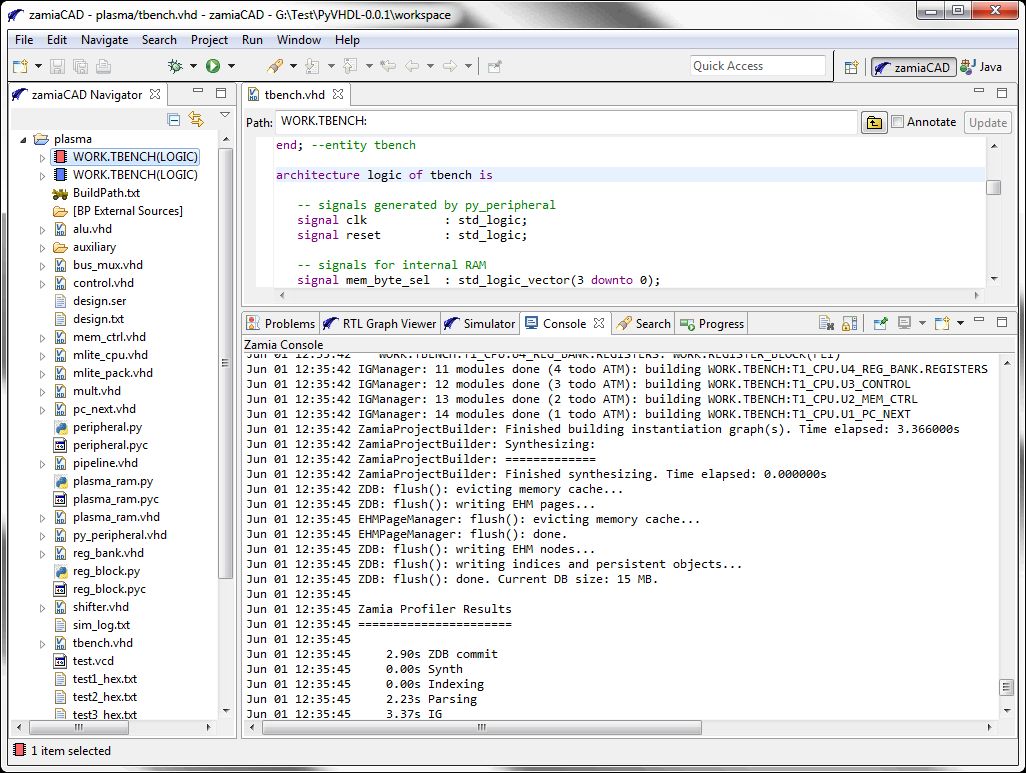 zamiaCAD - plasma/tbench.vhd - zamiaCAD - G:\Test\PyVHDL-0.0.1\workspace
File Edit Navigate Search Project Run Window Help
Quick Access
zamiaCAD
Java
zamiaCAD Navigator
plasma
WORK.TBENCH(LOGIC)
WORK.TBENCH(LOGIC)
BuildPath.txt
[BP External Sources]
alu.vhd
auxiliary
bus_mux.vhd
control.vhd
design.ser
design.txt
mem_ctrl.vhd
mlite_cpu.vhd
mlite_pack.vhd
mult.vhd
pc_next.vhd
peripheral.py
peripheral.pyc
pipeline.vhd
plasma_ram.py
plasma_ram.pyc
plasma_ram.vhd
py_peripheral.vhd
reg_bank.vhd
reg_block.py
reg_block.pyc
shifter.vhd
sim_log.txt
tbench.vhd
test.vcd
test1_hex.txt
test2_hex.txt
test3_hex.txt
tbench.vhd
Path: WORK.TBENCH: Annotate Update
end; --entity tbench
architecture logic of tbench is
-- signals generated by py_peripheral
signal clk : std_logic;
signal reset : std_logic;
-- signals for internal RAM
signal mem_byte_sel : std_logic_vector(3 downto 0);
Problems RTL Graph Viewer Simulator Console Search Progress
Zamia Console
Jun 01 12:35:42 WORK.TBENCH:T1_CPU.U4_REG_BANK.REGISTERS: WORK.REGISTER_BLOCK(PLI)
Jun 01 12:35:42 IGManager: 11 modules done (4 todo ATM): building WORK.TBENCH:T1_CPU.U4_REG_BANK.REGISTERS
Jun 01 12:35:42 IGManager: 12 modules done (3 todo ATM): building WORK.TBENCH:T1_CPU.U3_CONTROL
Jun 01 12:35:42 IGManager: 13 modules done (2 todo ATM): building WORK.TBENCH:T1_CPU.U2_MEM_CTRL
Jun 01 12:35:42 IGManager: 14 modules done (1 todo ATM): building WORK.TBENCH:T1_CPU.U1_PC_NEXT
Jun 01 12:35:42 ZamiaProjectBuilder: Finished building instantiation graph(s). Time elapsed: 3.366000s
Jun 01 12:35:42 ZamiaProjectBuilder: Synthesizing:
Jun 01 12:35:42 ZamiaProjectBuilder: =============
Jun 01 12:35:42 ZamiaProjectBuilder: Finished synthesizing. Time elapsed: 0.000000s
Jun 01 12:35:42 ZDB: flush(): evicting memory cache...
Jun 01 12:35:42 ZDB: flush(): writing EHM pages...
Jun 01 12:35:45 EHMPageManager: flush(): evicting memory cache...
Jun 01 12:35:45 EHMPageManager: flush(): done.
Jun 01 12:35:45 ZDB: flush(): writing EHM nodes...
Jun 01 12:35:45 ZDB: flush(): writing indices and persistent objects...
Jun 01 12:35:45 ZDB: flush(): done. Current DB size: 15 MB.
Jun 01 12:35:45
Jun 01 12:35:45 Zamia Profiler Results
Jun 01 12:35:45 ======================
Jun 01 12:35:45
Jun 01 12:35:45 2.90s ZDB commit
Jun 01 12:35:45 0.00s Synth
Jun 01 12:35:45 0.00s Indexing
Jun 01 12:35:45 2.23s Parsing
Jun 01 12:35:45 3.37s IG
1 item selected